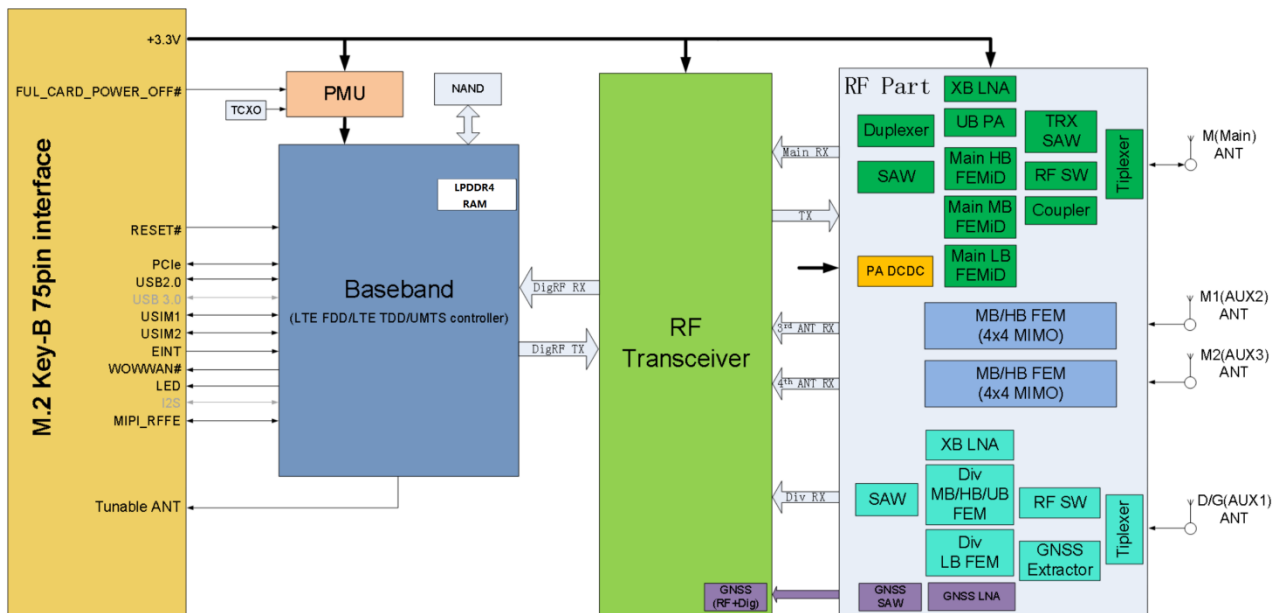 M.2 Key-B 75pin interface
+3.3V
FUL_CARD_POWER_OFF#
RESET#
PCIe
USB2.0
USB 3.0
USIM1
USIM2
EINT
WOWWAN#
LED
I2S
MIPI_RFFE
Tunable ANT
TCXO
PMU
NAND
LPDDR4
RAM
Baseband
(LTE FDD/LTE TDD/UMTS controller)
DigRF RX
DigRF TX
RF
Transceiver
GNSS
(RF+Dig)
Main RX
TX
3rd ANT RX
4th ANT RX
Div RX
RF Part
XB LNA
Duplexer
UB PA
TRX
SAW
SAW
Main HB
FEMiD
RF SW
Tiplexer
Main MB
FEMiD
Coupler
PA DCDC
Main LB
FEMiD
MB/HB FEM
(4x4 MIMO)
MB/HB FEM
(4x4 MIMO)
XB LNA
SAW
Div
MB/HB/UB
FEM
RF SW
Tiplexer
Div
LB FEM
GNSS
Extractor
GNSS
SAW
GNSS LNA
M(Main)
ANT
M1(AUX2)
ANT
M2(AUX3)
ANT
D/G(AUX1)
ANT